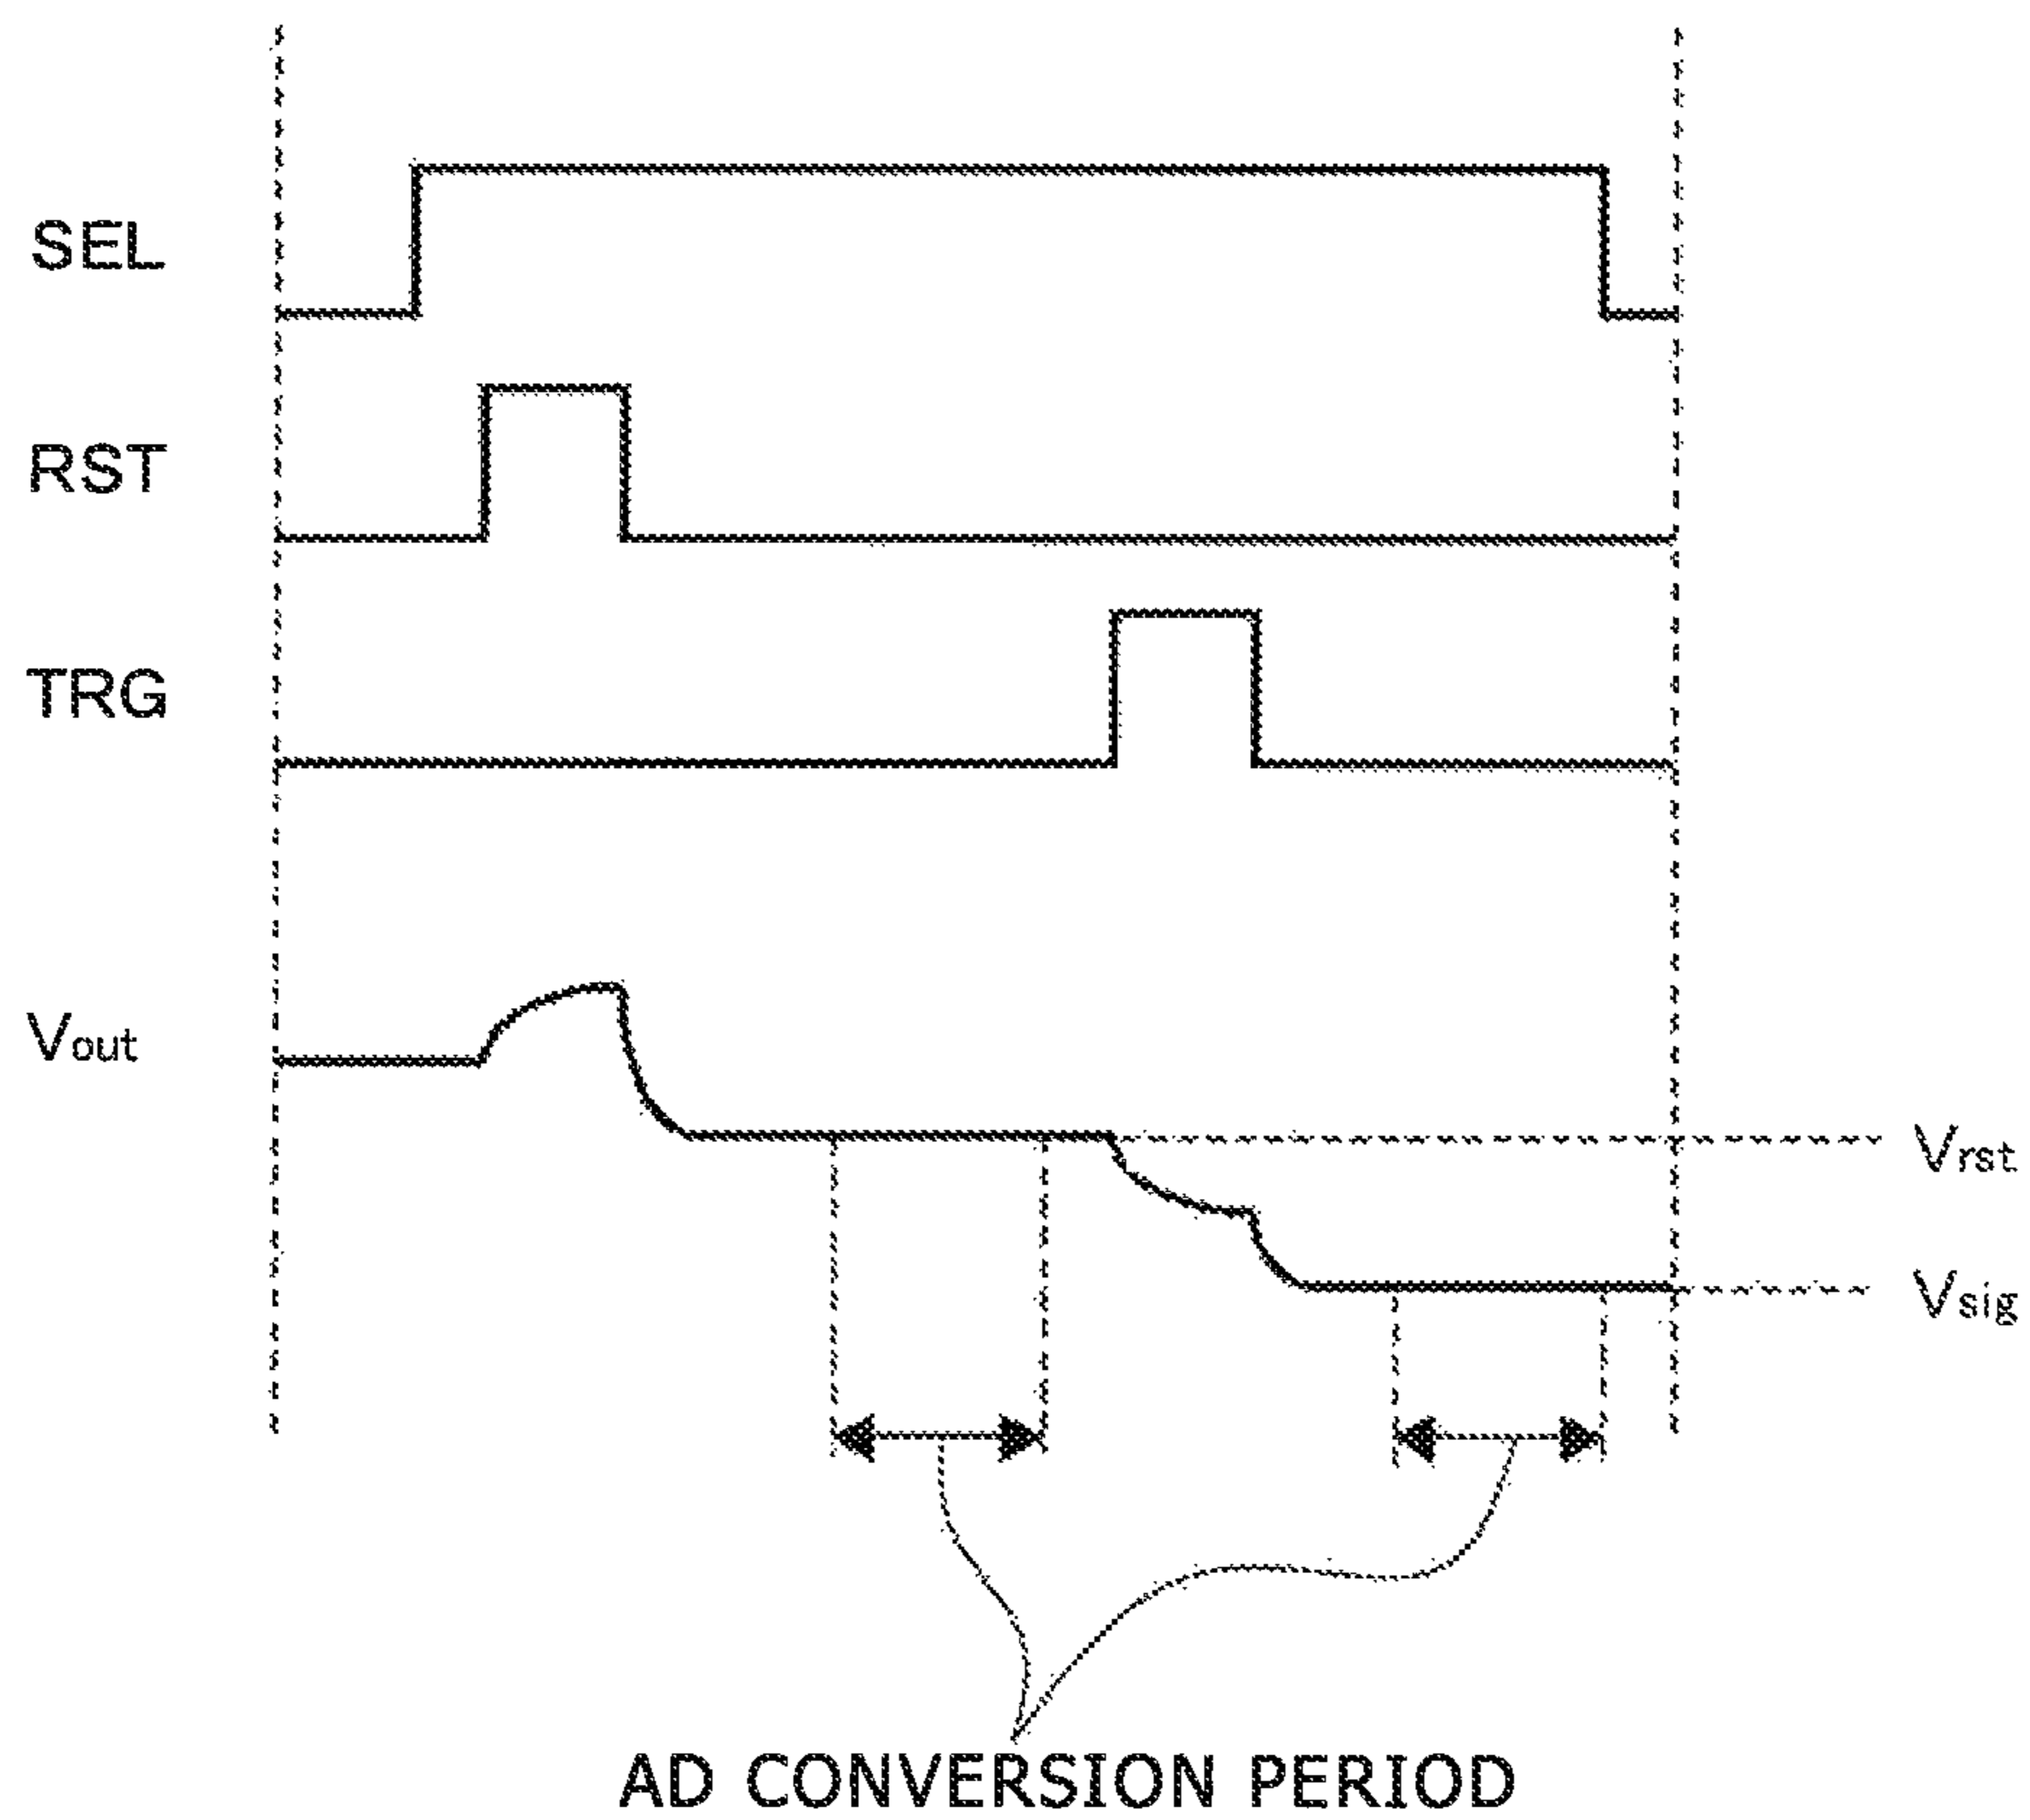 SEL
RST
TRG
Vout
Vrst
Vsig
AD CONVERSION PERIOD